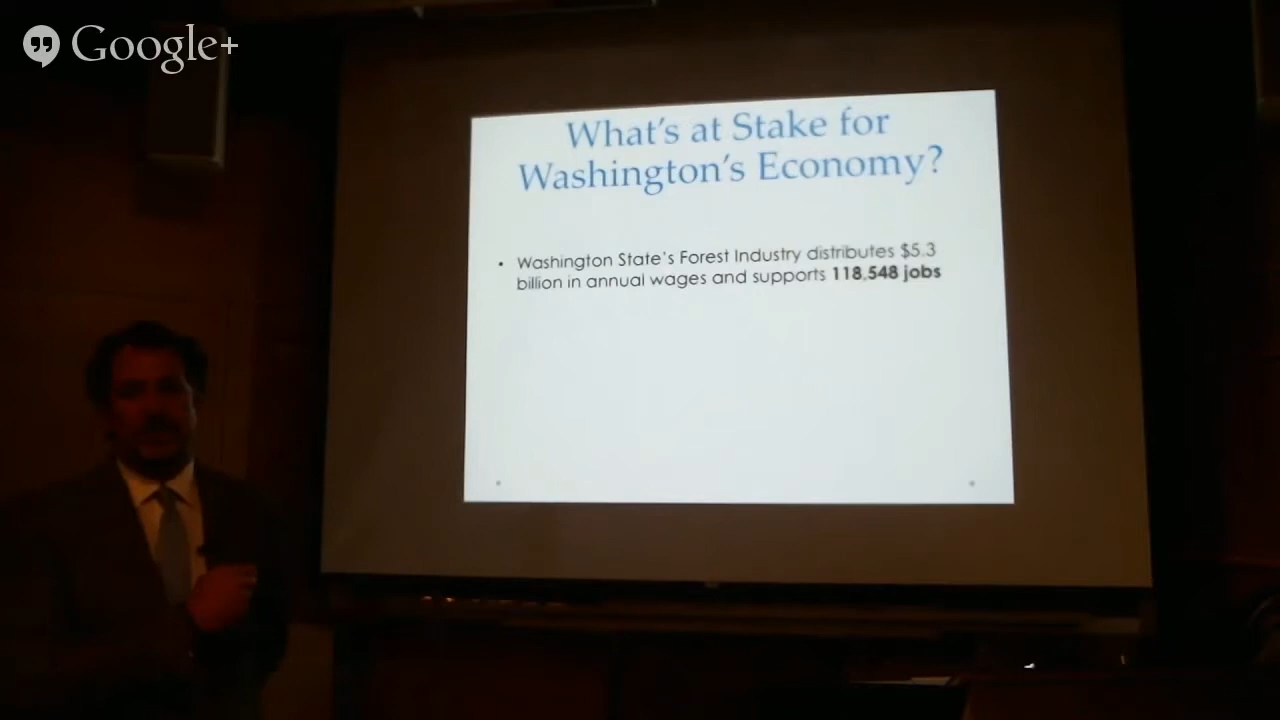 Google+
What's at Stake for
Washington's Economy?
• Washington State's Forest Industry distributes $5.3
billion in annual wages and supports 118,548 jobs